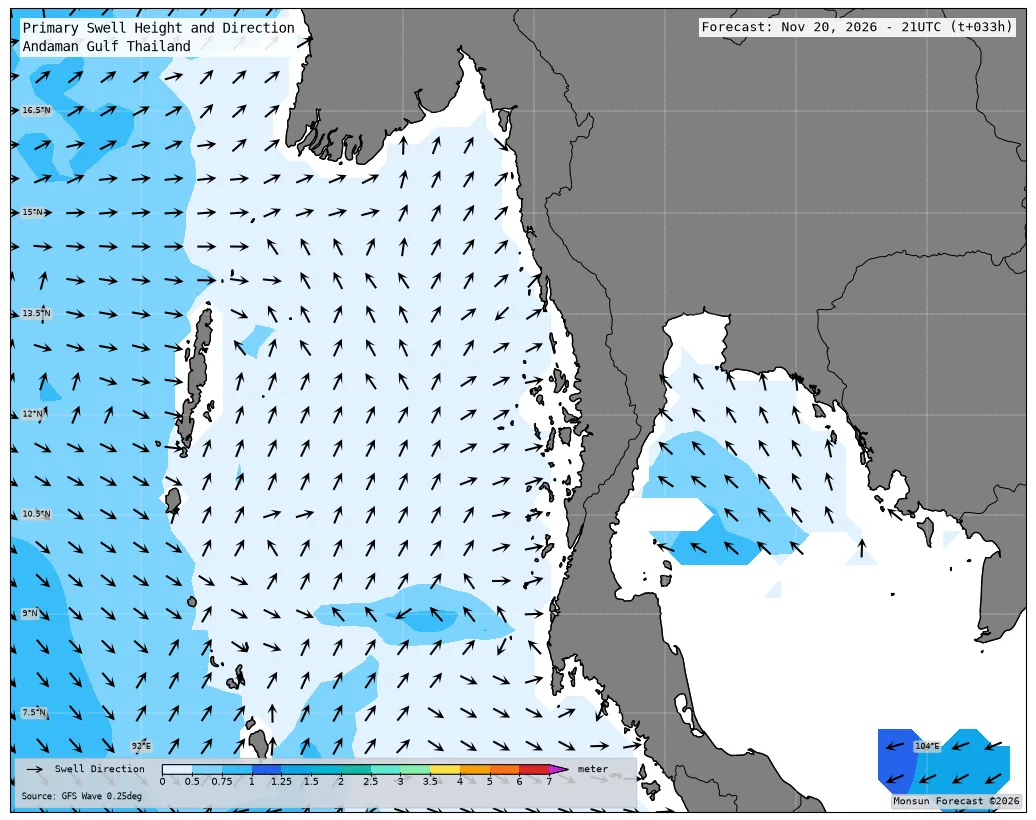 Primary Swell Height and Direction
Andaman Gulf Thailand
Forecast: Nov 20, 2026 - 21UTC (t+033h)
16.5°N
15°N
13.5°N
12°N
10.5°N
9°N
7.5°N
92°E
104°E
Swell Direction
0 0.5 0.75 1 1.25 1.5 2 2.5 3 3.5 4 5 6 7
meter
Source: GFS Wave 0.25deg
Monsun Forecast ©2026